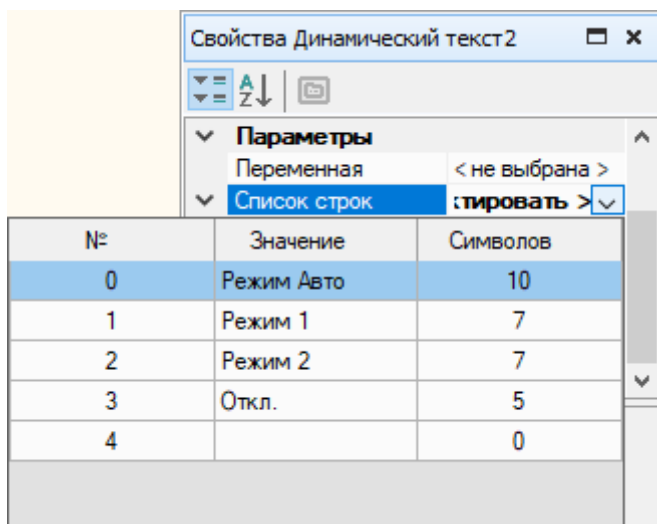 Свойства Динамический текст2
Параметры
Переменная < не выбрана >
Список строк ктировать >
№ Значение Символов
0 Режим Авто 10
1 Режим 1 7
2 Режим 2 7
3 Откл. 5
4 0